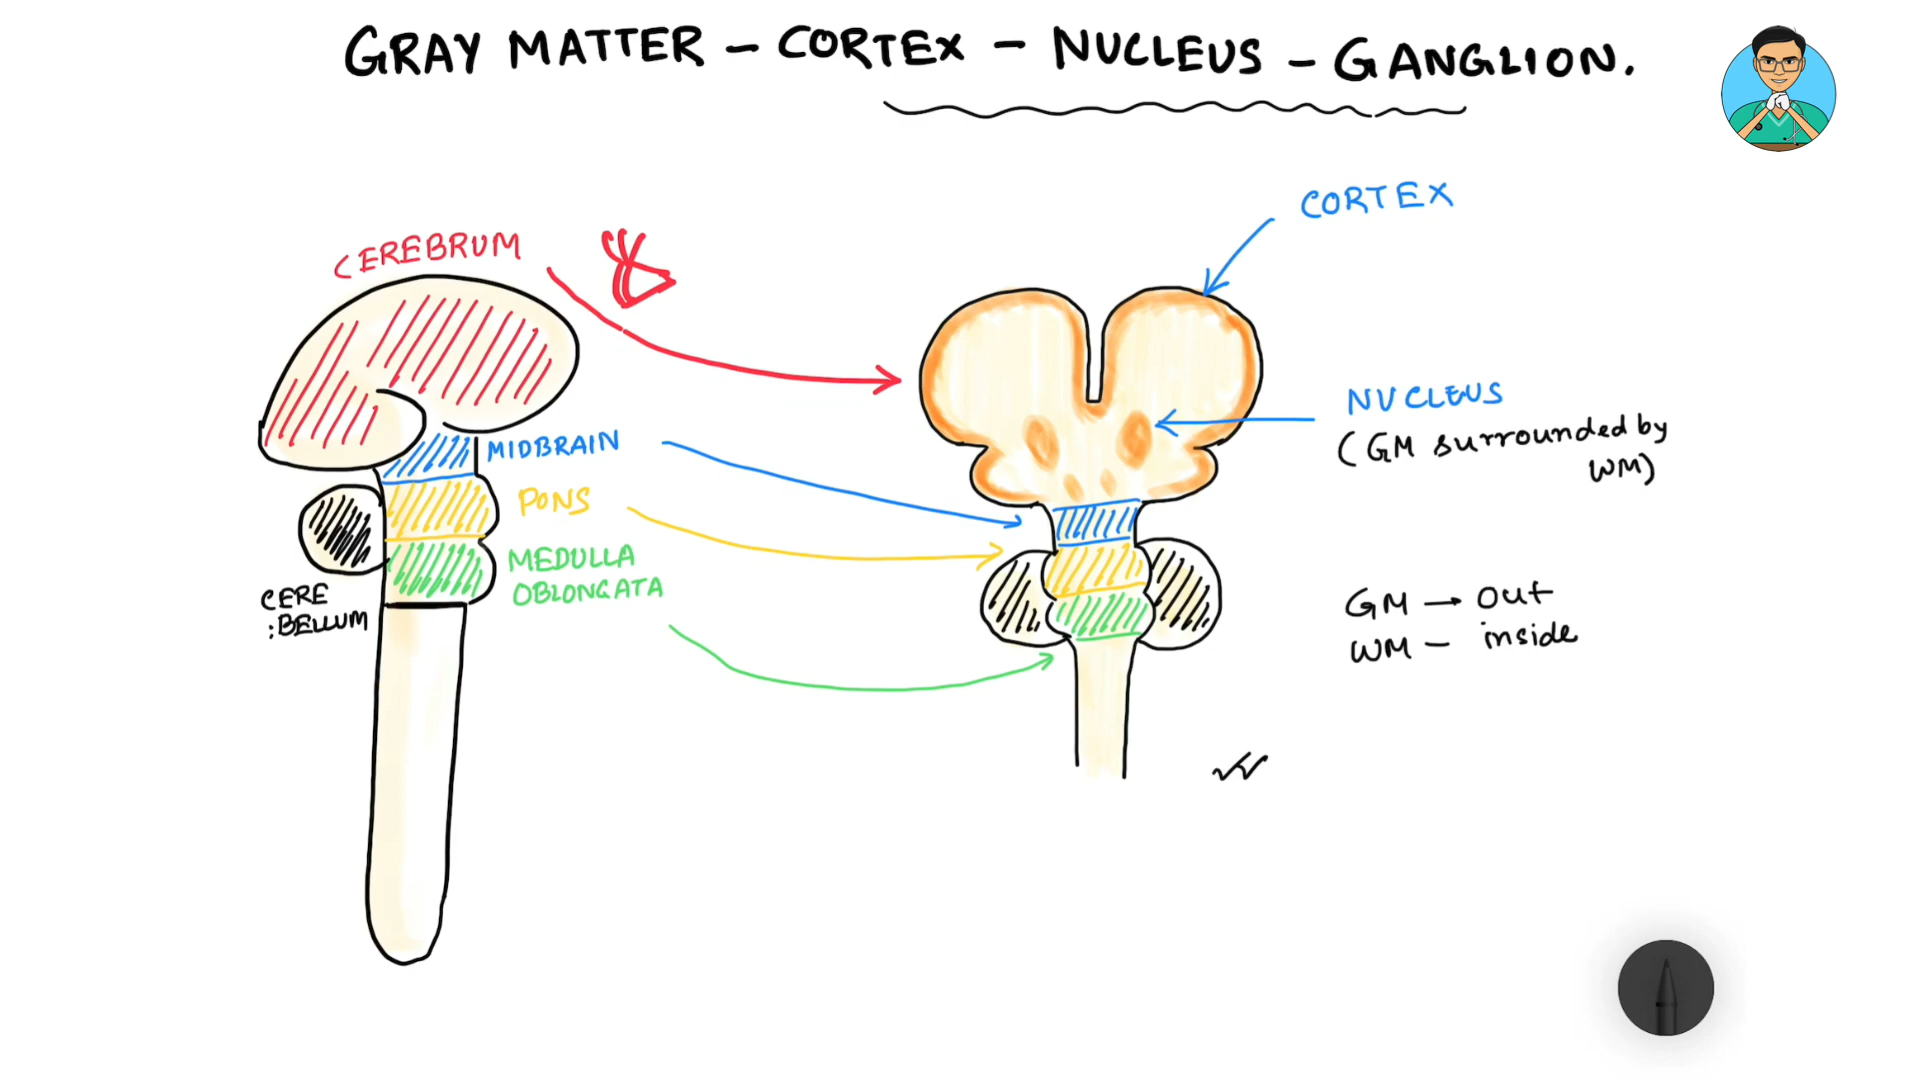 GRAY MATTER – CORTEX – NUCLEUS – GANGLION.
CORTEX
CEREBRUM
NUCLEUS
(GM surrounded by
WM)
MIDBRAIN
PONS
MEDULLA
OBLONGATA
CERE
:BELLUM
GM → out
WM – inside